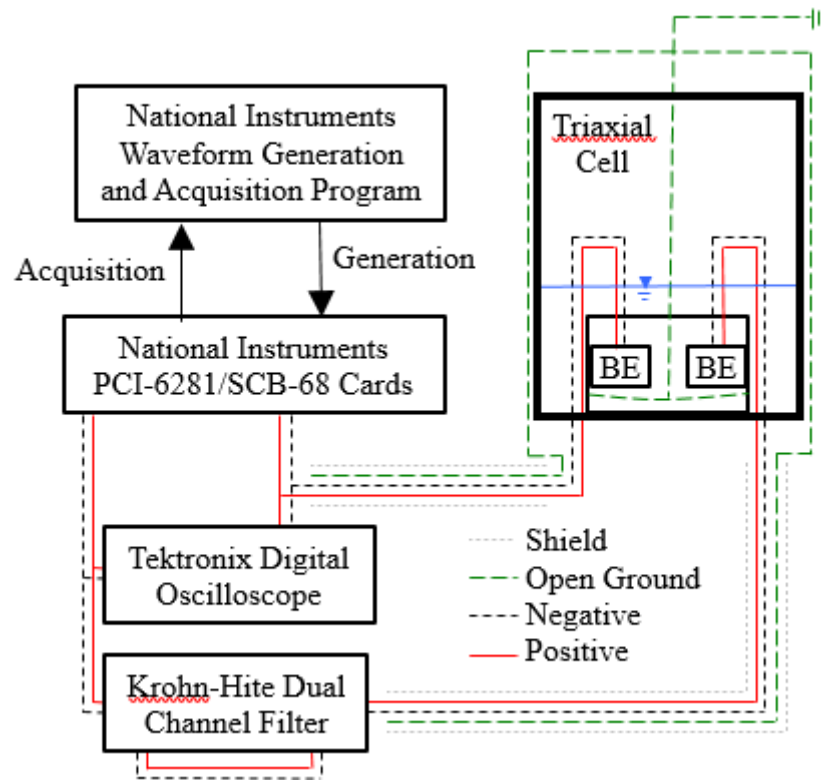 National Instruments
Waveform Generation
and Acquisition Program
Triaxial
Cell
Acquisition
Generation
National Instruments
PCI-6281/SCB-68 Cards
BE
BE
Tektronix Digital
Oscilloscope
Shield
Open Ground
Negative
Positive
Krohn-Hite Dual
Channel Filter